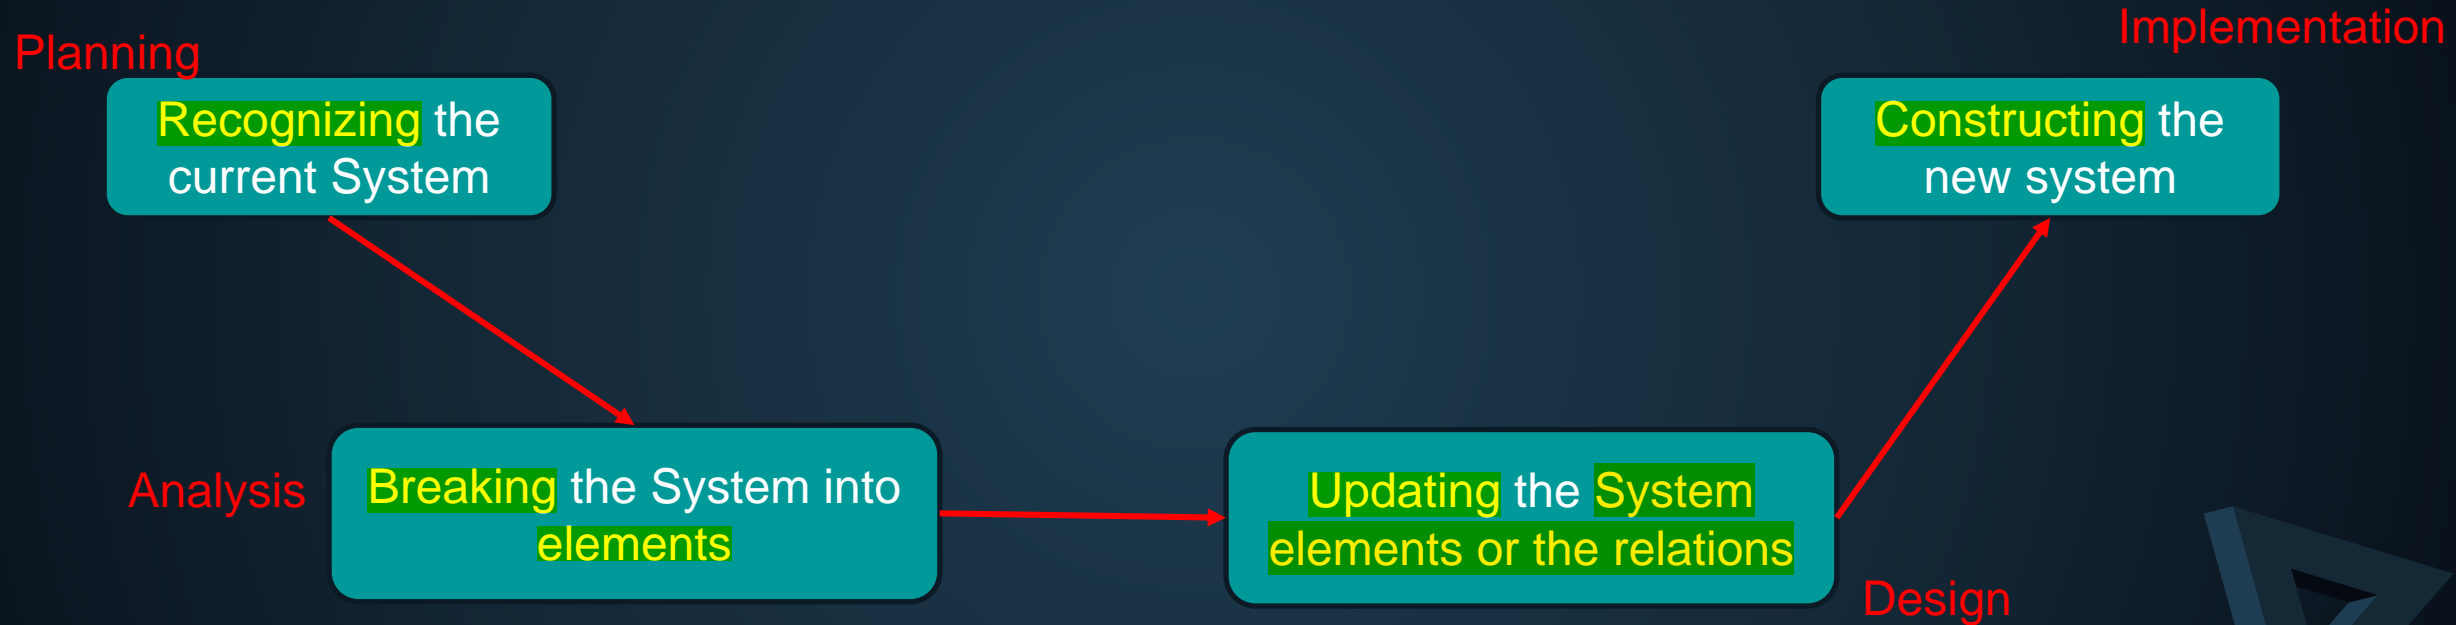 Planning
Recognizing the
current System
Analysis
Breaking the System into
elements
Updating the System
elements or the relations
Design
Implementation
Constructing the
new system